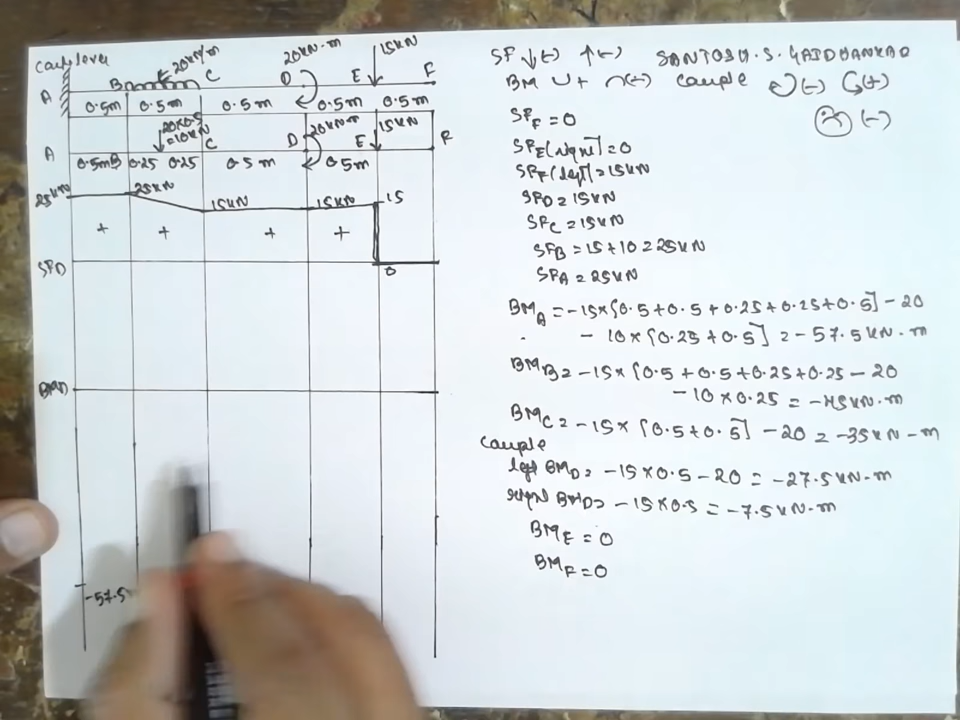 SF ↓(-) ↑(-) SANTOSH. S. GAIDHANKAR
BM ∪+ ∩(-) Couple (-) (+)
(-)
SFF = 0
SFE (right) = 0
SFE (left) = 15KN
SFD = 15KN
SFC = 15KN
SFB = 15+10 = 25KN
SFA = 25KN
BMA = -15×[0.5+0.5+0.25+0.25+0.5] - 20
- 10×[0.25+0.5] = -57.5KN-m
BMB = -15×[0.5+0.5+0.25+0.25 - 20
- 10×0.25 = -45KN-m
BMC = -15× [0.5+0.5] - 20 = -35KN-m
Couple
left BMD = -15×0.5 - 20 = -27.5KN-m
right BMD = -15×0.5 = -7.5KN-m
BME = 0
BMF = 0
20KN/m 20KN-m 15KN
A B C D E F
0.5m 0.5m 0.5m 0.5m 0.5m
20×0.5 = 10KN 20KN-m 15KN
A C D E F
0.5m B 0.25 0.25 0.5m 0.5m
25KN 25KN 15KN 15KN 15
+ + + +
SFD 0
BMD
-57.5